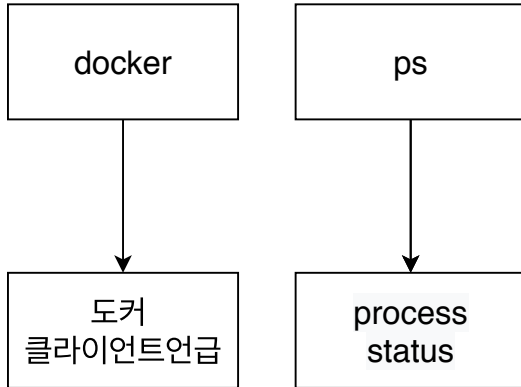 docker
ps
도커
클라이언트언급
process
status